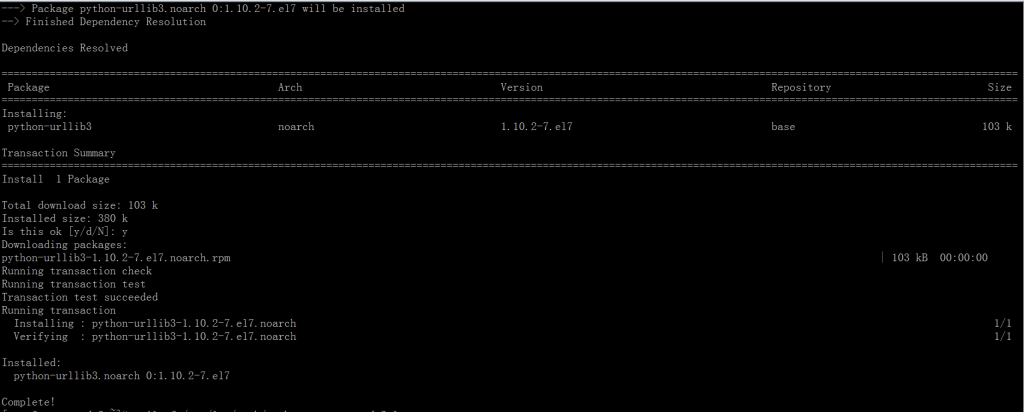 ---> Package python-urllib3.noarch 0:1.10.2-7.el7 will be installed
--> Finished Dependency Resolution
Dependencies Resolved
Package Arch Version Repository Size
Installing:
python-urllib3 noarch 1.10.2-7.el7 base 103 k
Transaction Summary
Install 1 Package
Total download size: 103 k
Installed size: 380 k
Is this ok [y/d/N]: y
Downloading packages:
python-urllib3-1.10.2-7.el7.noarch.rpm | 103 kB 00:00:00
Running transaction check
Running transaction test
Transaction test succeeded
Running transaction
Installing : python-urllib3-1.10.2-7.el7.noarch 1/1
Verifying : python-urllib3-1.10.2-7.el7.noarch 1/1
Installed:
python-urllib3.noarch 0:1.10.2-7.el7
Complete!